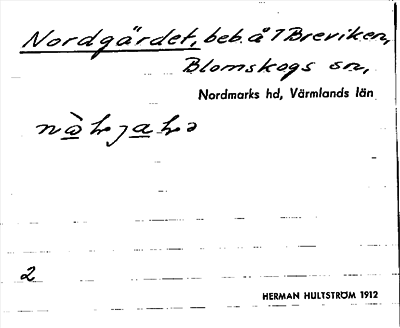 Nordgärdet, beb. å 1 Breviken,
Blomskogs sn,
Nordmarks hd, Värmlands län
2
HERMAN HULTSTRÖM 1912